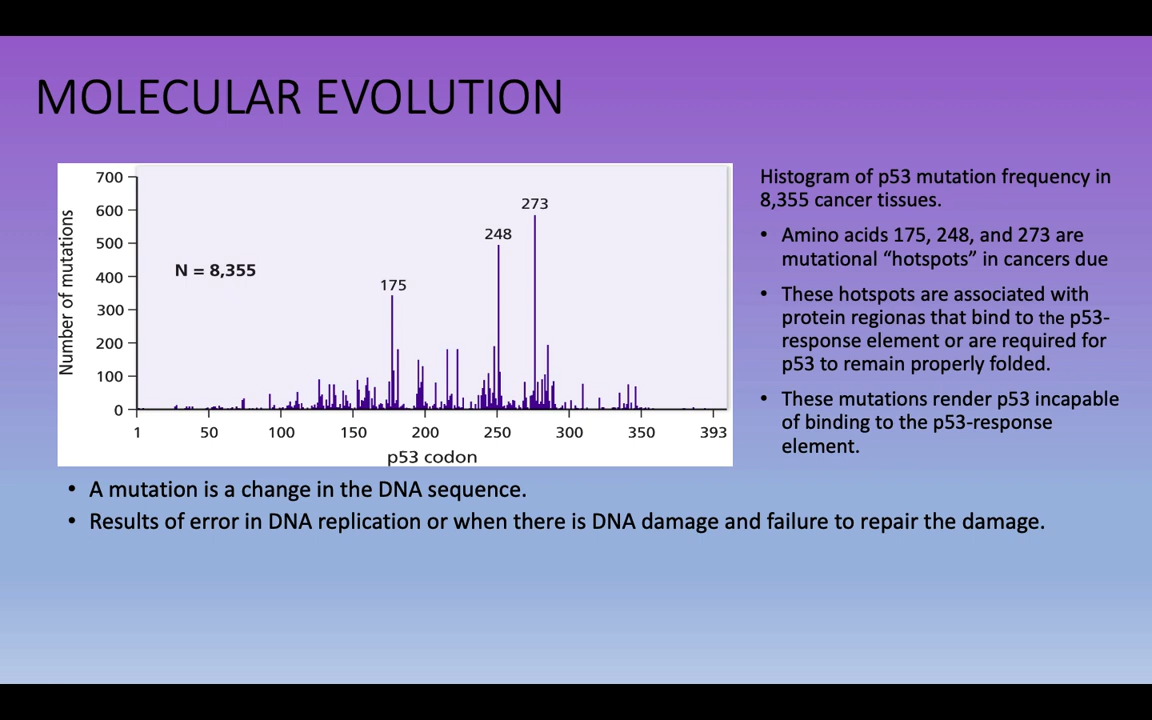 MOLECULAR EVOLUTION
700
600
500
400
300
200
100
0
Number of mutations
N = 8,355
175
248
273
1 50 100 150 200 250 300 350 393
p53 codon
Histogram of p53 mutation frequency in
8,355 cancer tissues.
• Amino acids 175, 248, and 273 are
mutational “hotspots” in cancers due
• These hotspots are associated with
protein regionas that bind to the p53-
response element or are required for
p53 to remain properly folded.
• These mutations render p53 incapable
of binding to the p53-response
element.
• A mutation is a change in the DNA sequence.
• Results of error in DNA replication or when there is DNA damage and failure to repair the damage.